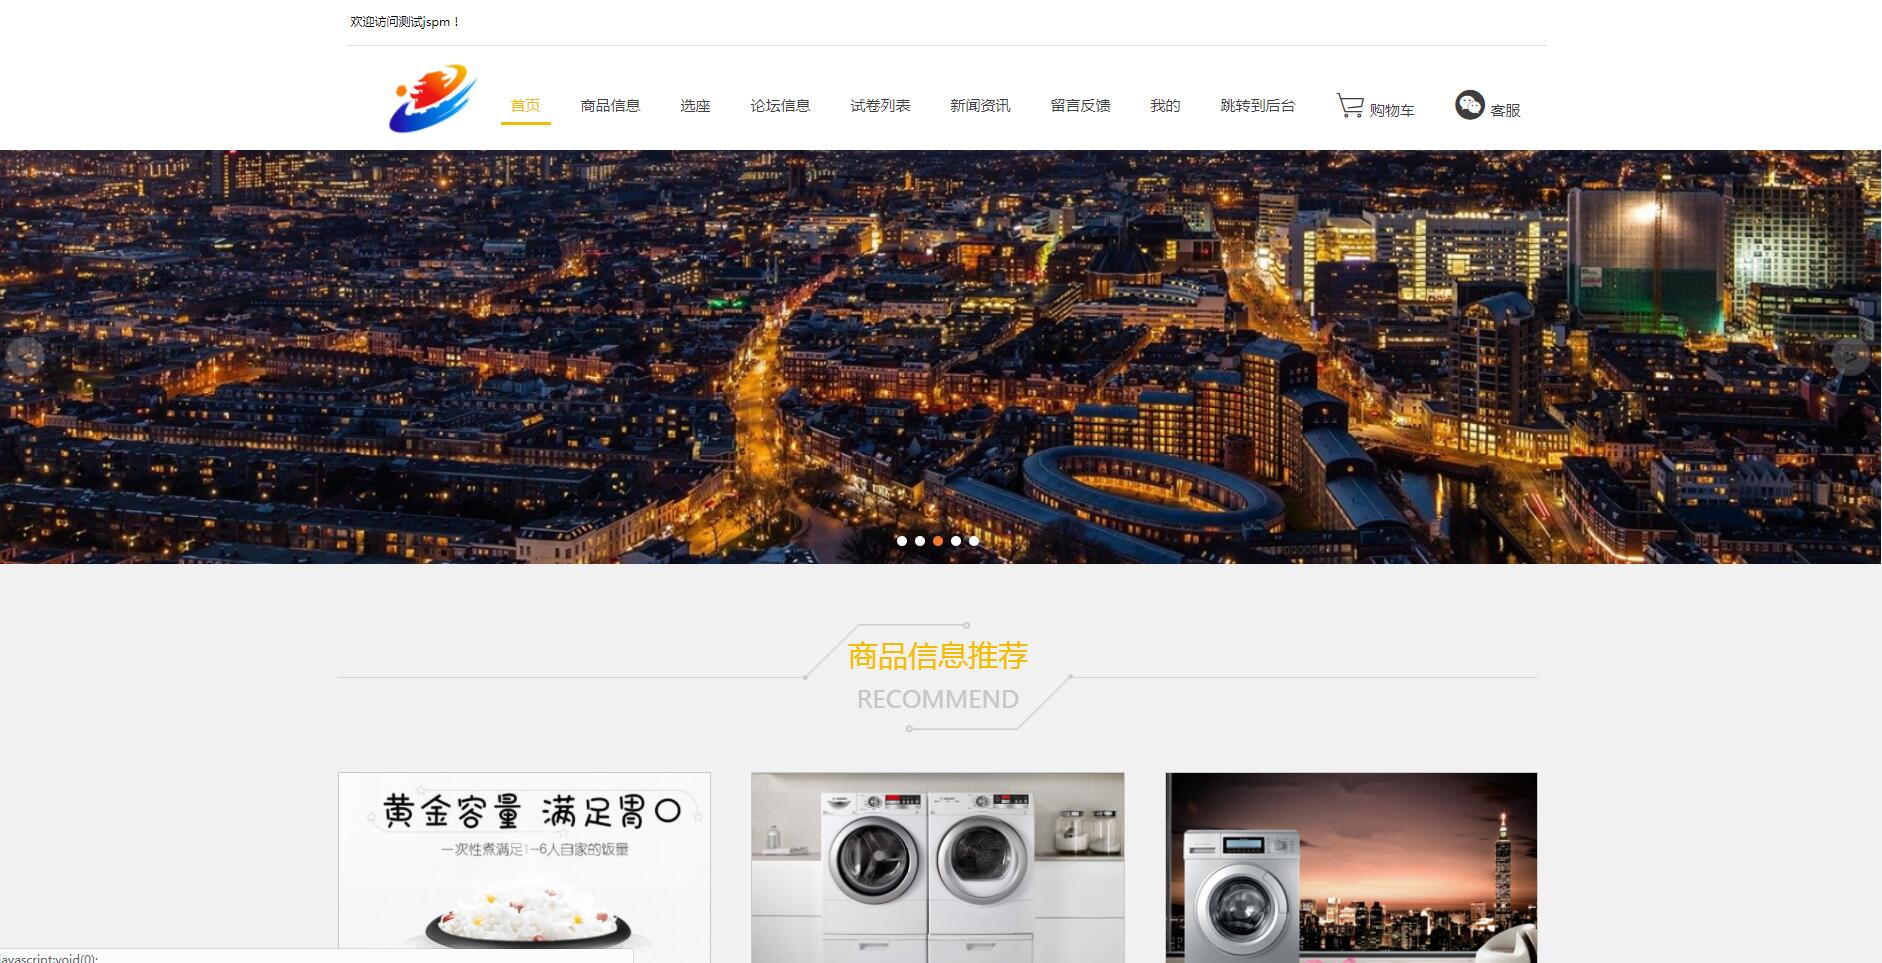 欢迎访问测试jspm！
首页 商品信息 选座 论坛信息 试卷列表 新闻资讯 留言反馈 我的 跳转到后台 购物车 客服
商品信息推荐
RECOMMEND
黄金容量 满足胃口
一次性煮满足1-6人自家的饭量
javascript:void(0);